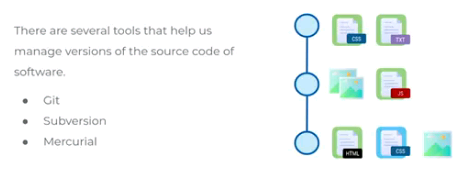 There are several tools that help us
manage versions of the source code of
software.
● Git
● Subversion
● Mercurial
CSS
TXT
JS
HTML
CSS